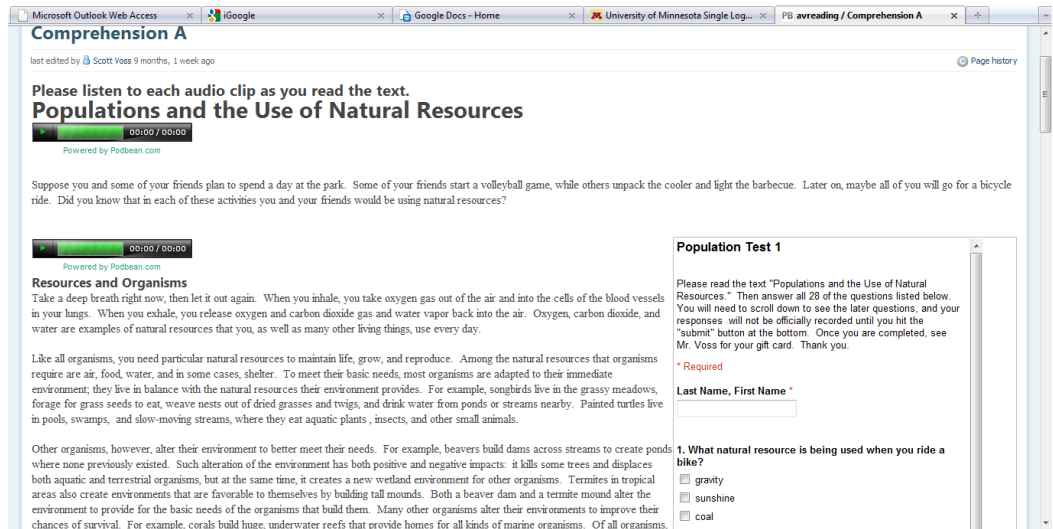 Microsoft Outlook Web Access
iGoogle
Google Docs - Home
University of Minnesota Single Log...
PB avreading / Comprehension A
Comprehension A
last edited by Scott Voss 9 months, 1 week ago
Page history
Please listen to each audio clip as you read the text.
Populations and the Use of Natural Resources
00:00 / 00:00
Powered by Podbean.com
Suppose you and some of your friends plan to spend a day at the park. Some of your friends start a volleyball game, while others unpack the cooler and light the barbecue. Later on, maybe all of you will go for a bicycle
ride. Did you know that in each of these activities you and your friends would be using natural resources?
00:00 / 00:00
Powered by Podbean.com
Resources and Organisms
Take a deep breath right now, then let it out again. When you inhale, you take oxygen gas out of the air and into the cells of the blood vessels
in your lungs. When you exhale, you release oxygen and carbon dioxide gas and water vapor back into the air. Oxygen, carbon dioxide, and
water are examples of natural resources that you, as well as many other living things, use every day.
Like all organisms, you need particular natural resources to maintain life, grow, and reproduce. Among the natural resources that organisms
require are air, food, water, and in some cases, shelter. To meet their basic needs, most organisms are adapted to their immediate
environment; they live in balance with the natural resources their environment provides. For example, songbirds live in the grassy meadows,
forage for grass seeds to eat, weave nests out of dried grasses and twigs, and drink water from ponds or streams nearby. Painted turtles live
in pools, swamps, and slow-moving streams, where they eat aquatic plants , insects, and other small animals.
Other organisms, however, alter their environment to better meet their needs. For example, beavers build dams across streams to create ponds
where none previously existed. Such alteration of the environment has both positive and negative impacts: it kills some trees and displaces
both aquatic and terrestrial organisms, but at the same time, it creates a new wetland environment for other organisms. Termites in tropical
areas also create environments that are favorable to themselves by building tall mounds. Both a beaver dam and a termite mound alter the
environment to provide for the basic needs of the organisms that build them. Many other organisms alter their environments to improve their
chances of survival. For example, corals build huge, underwater reefs that provide homes for all kinds of marine organisms. Of all organisms,
Population Test 1
Please read the text "Populations and the Use of Natural
Resources." Then answer all 28 of the questions listed below.
You will need to scroll down to see the later questions, and your
responses will not be officially recorded until you hit the
"submit" button at the bottom. Once you are completed, see
Mr. Voss for your gift card. Thank you.
* Required
Last Name, First Name *
1. What natural resource is being used when you ride a
bike?
gravity
sunshine
coal